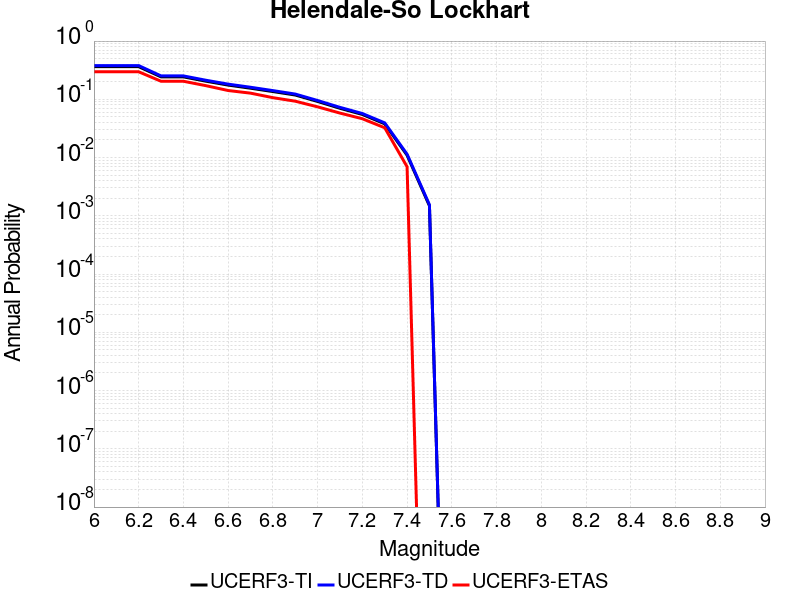 Helendale-So Lockhart
10^0
10^-1
10^-2
10^-3
10^-4
10^-5
10^-6
10^-7
10^-8
Annual Probability
6 6.2 6.4 6.6 6.8 7 7.2 7.4 7.6 7.8 8 8.2 8.4 8.6 8.8 9
Magnitude
UCERF3-TI UCERF3-TD UCERF3-ETAS